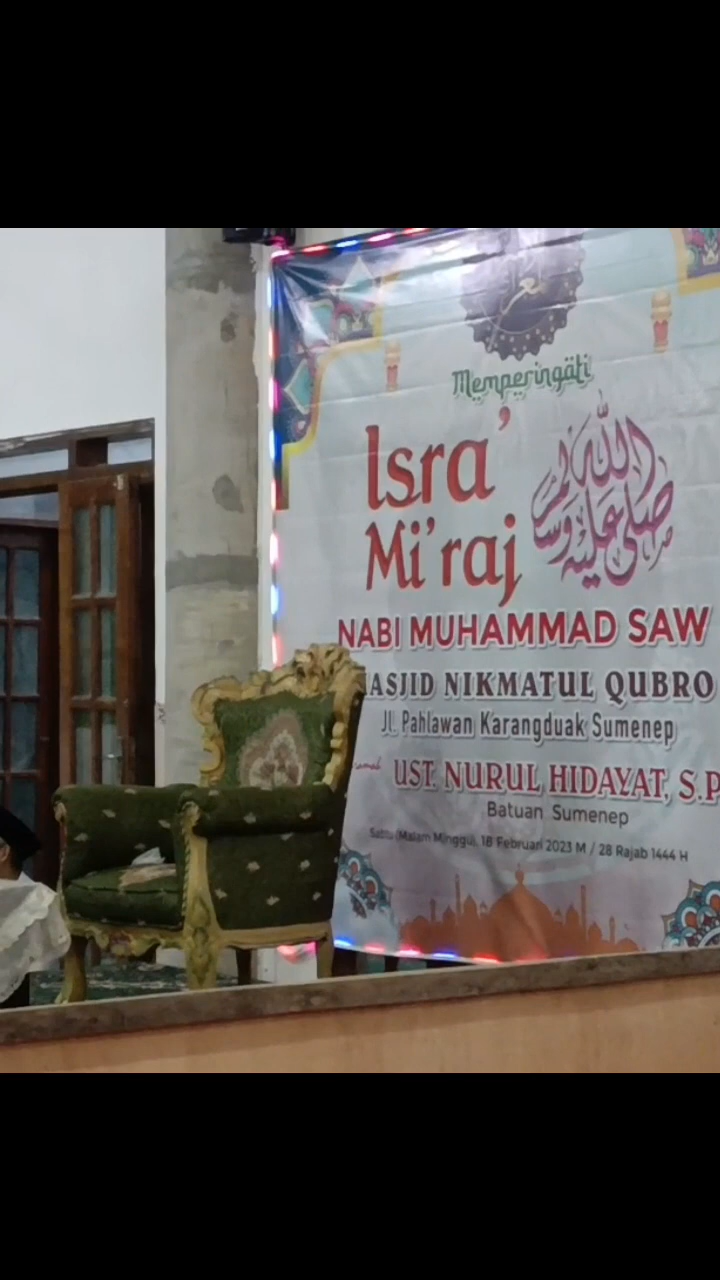 Memperingati
Isra'
Mi'raj
صلى الله عليه وسلم
NABI MUHAMMAD SAW
MASJID NIKMATUL QUBRO
Jl. Pahlawan Karangduak Sumenep
UST. NURUL HIDAYAT, S.P
Batuan Sumenep
Sabtu (Malam Minggu), 18 Februari 2023 M / 28 Rajab 1444 H